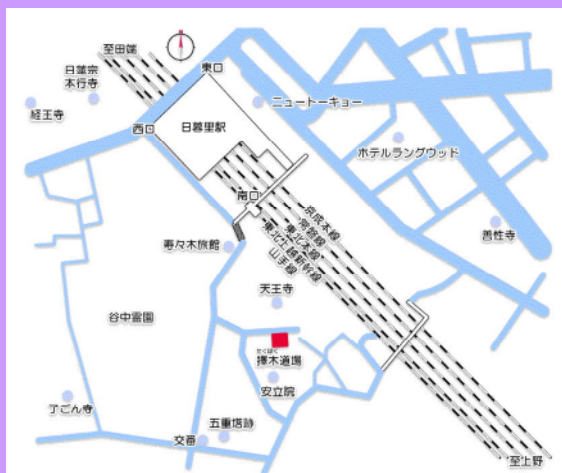 至田端
東口
日暮宗
本行寺
ニュートーキョー
経王寺
西口
日暮里駅
ホテルラングウッド
南口
京成本線
常盤線
東北本線
東北上越新幹線
山手線
善性寺
寿々木旅館
天王寺
谷中霊園
たくぼく
擇木道場
安立院
了ごん寺
五重塔跡
交番
至上野